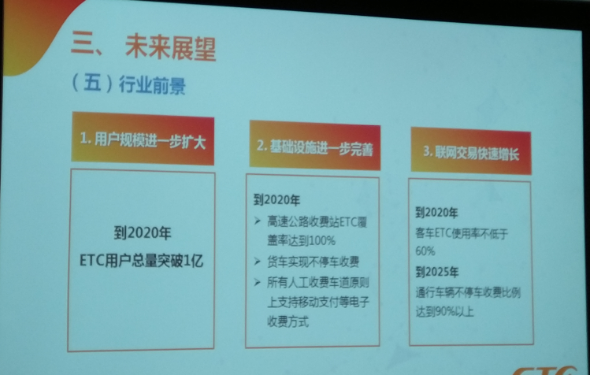 三、 未来展望
（五）行业前景
1. 用户规模进一步扩大
到2020年
ETC用户总量突破1亿
2. 基础设施进一步完善
到2020年
➢ 高速公路收费站ETC覆
盖率达到100%
➢ 货车实现不停车收费
➢ 所有人工收费车道原则
上支持移动支付等电子
收费方式
3. 联网交易快速增长
到2020年
客车ETC使用率不低于
60%
到2025年
通行车辆不停车收费比例
达到90%以上
ETC